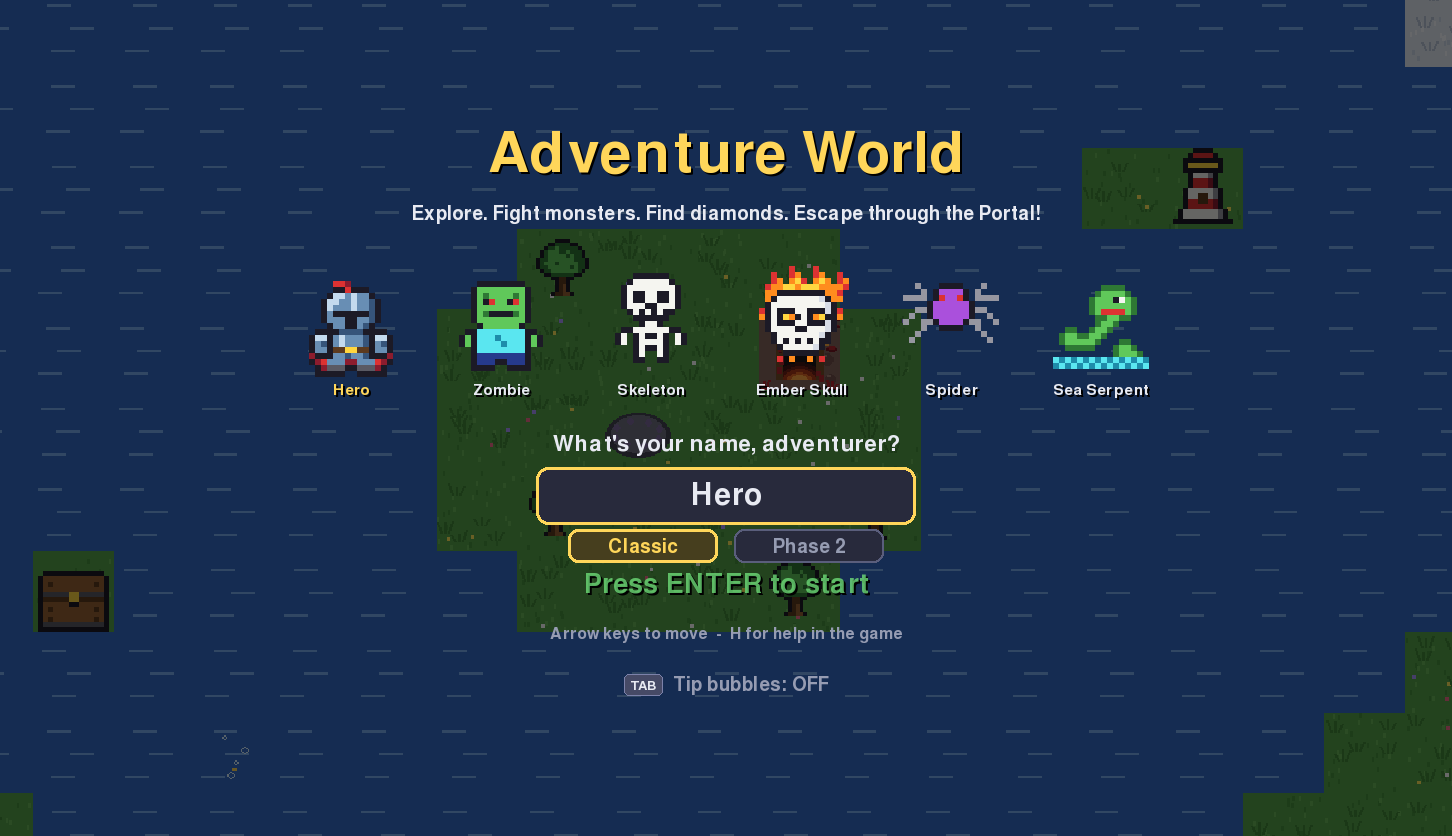 Adventure World
Explore. Fight monsters. Find diamonds. Escape through the Portal!
Hero Zombie Skeleton Ember Skull Spider Sea Serpent
What's your name, adventurer?
Hero
Classic Phase 2
Press ENTER to start
Arrow keys to move - H for help in the game
TAB Tip bubbles: OFF